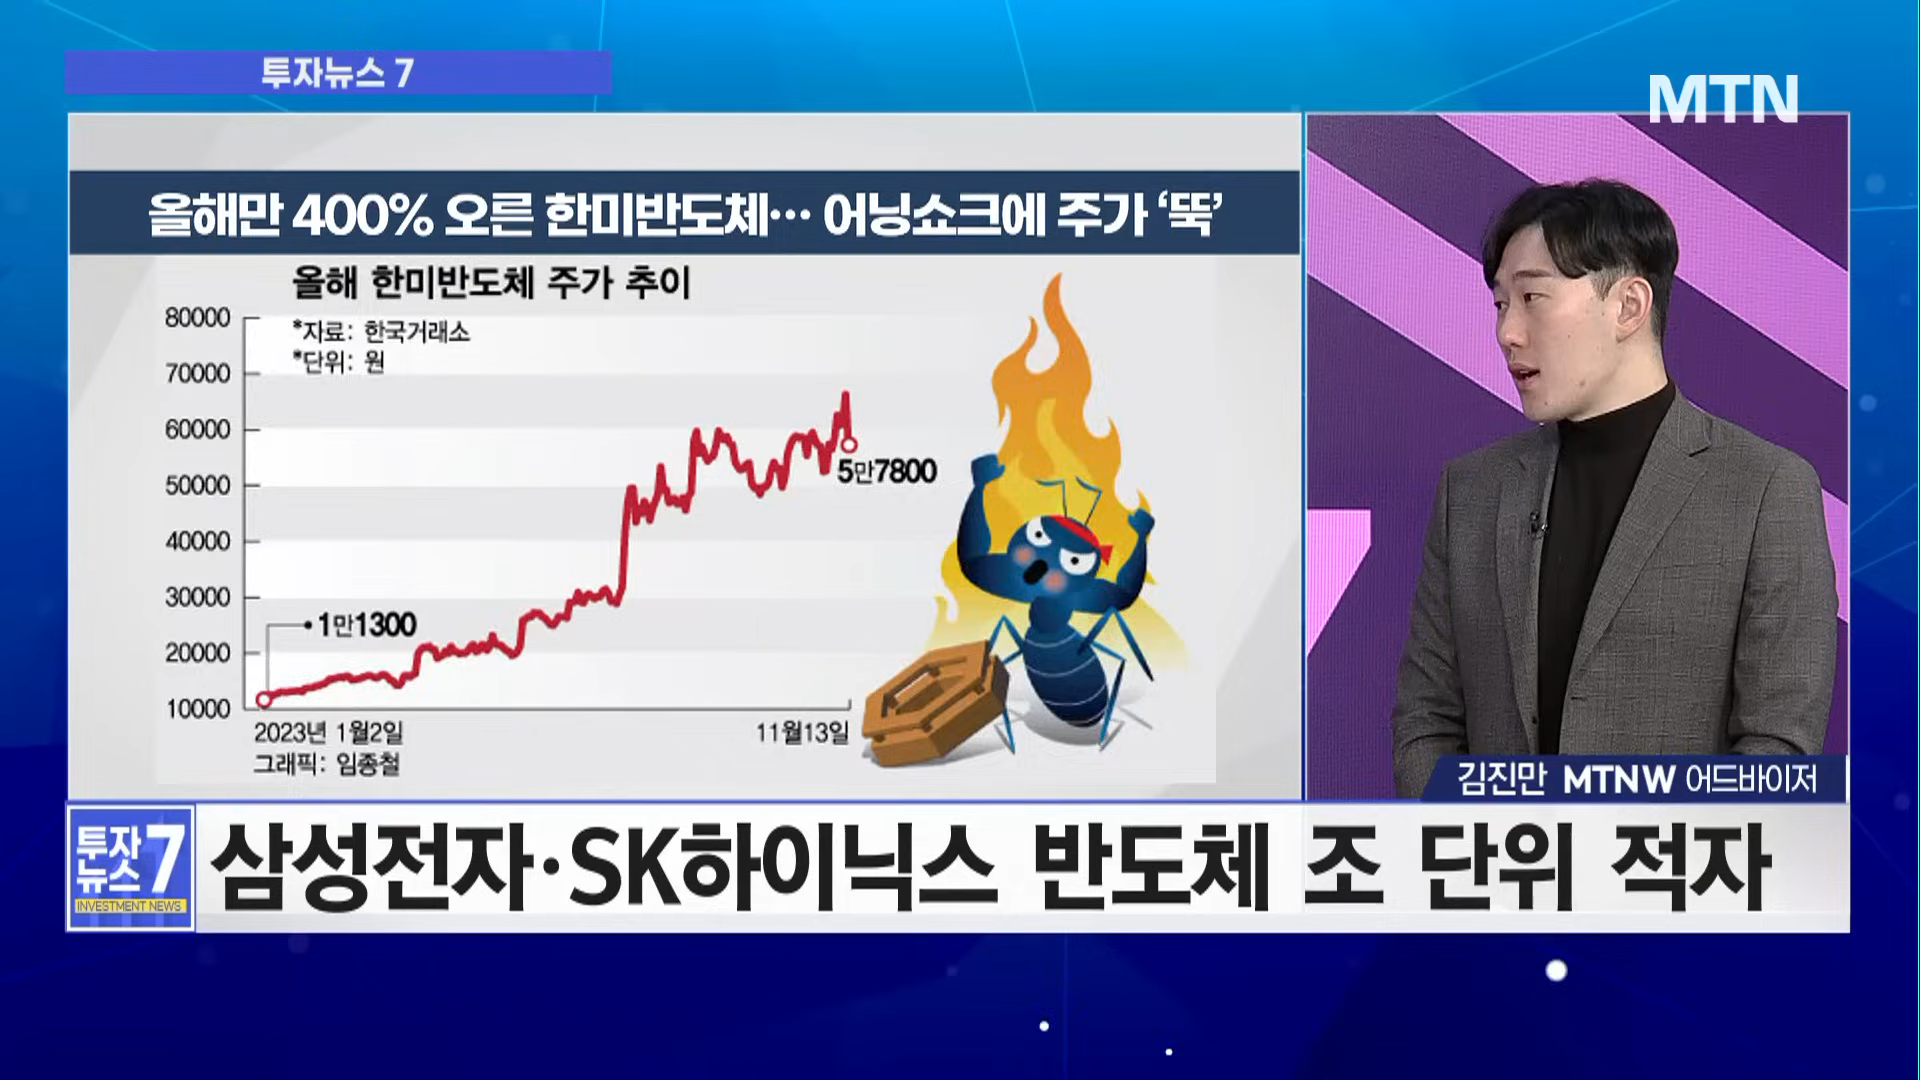 투자뉴스 7
MTN
올해만 400% 오른 한미반도체… 어닝쇼크에 주가 ‘뚝’
올해 한미반도체 주가 추이
*자료: 한국거래소
*단위: 원
80000
70000
60000
50000
40000
30000
20000
10000
1만1300
5만7800
2023년 1월2일
11월13일
그래픽: 임종철
김진만 MTNW 어드바이저
투자
뉴스 7
INVESTMENT NEWS
삼성전자·SK하이닉스 반도체 조 단위 적자